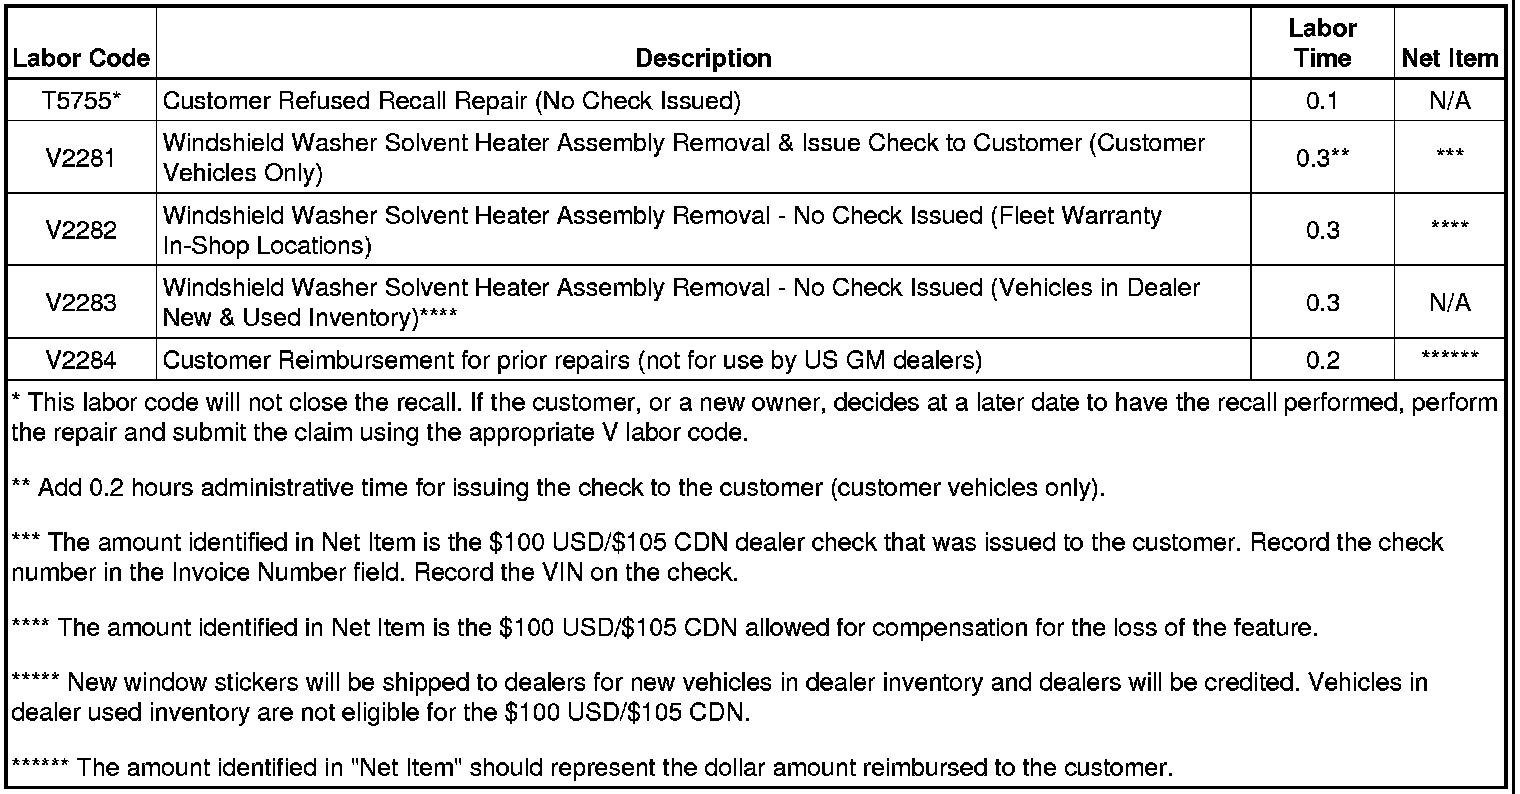 Labor Code Description Labor Time Net Item
T5755* Customer Refused Recall Repair (No Check Issued) 0.1 N/A
V2281 Windshield Washer Solvent Heater Assembly Removal & Issue Check to Customer (Customer
Vehicles Only) 0.3** ***
V2282 Windshield Washer Solvent Heater Assembly Removal - No Check Issued (Fleet Warranty
In-Shop Locations) 0.3 ****
V2283 Windshield Washer Solvent Heater Assembly Removal - No Check Issued (Vehicles in Dealer
New & Used Inventory)**** 0.3 N/A
V2284 Customer Reimbursement for prior repairs (not for use by US GM dealers) 0.2 ******
* This labor code will not close the recall. If the customer, or a new owner, decides at a later date to have the recall performed, perform
the repair and submit the claim using the appropriate V labor code.
** Add 0.2 hours administrative time for issuing the check to the customer (customer vehicles only).
*** The amount identified in Net Item is the $100 USD/$105 CDN dealer check that was issued to the customer. Record the check
number in the Invoice Number field. Record the VIN on the check.
**** The amount identified in Net Item is the $100 USD/$105 CDN allowed for compensation for the loss of the feature.
***** New window stickers will be shipped to dealers for new vehicles in dealer inventory and dealers will be credited. Vehicles in
dealer used inventory are not eligible for the $100 USD/$105 CDN.
****** The amount identified in "Net Item" should represent the dollar amount reimbursed to the customer.